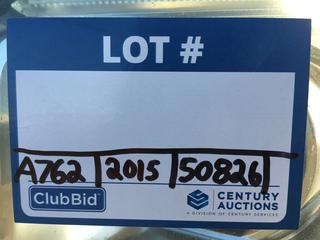 LOT #
A762 | 2015 | 50826 |
ClubBid
CENTURY
AUCTIONS
A DIVISION OF CENTURY SERVICES